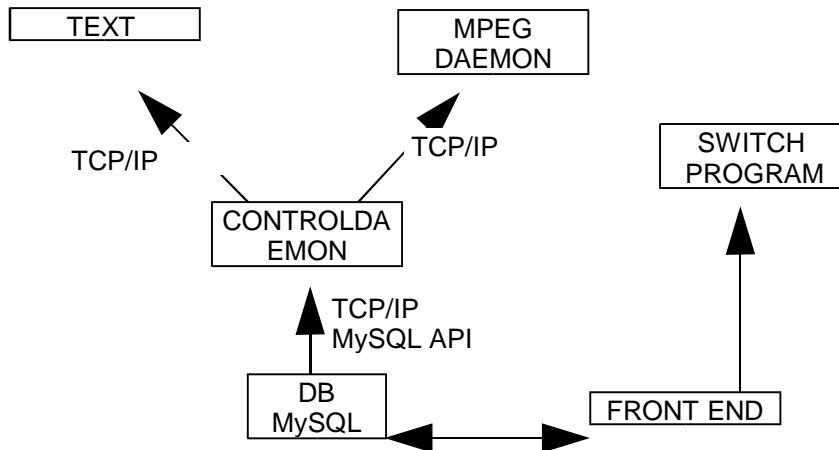 TEXT
MPEG
DAEMON
TCP/IP
TCP/IP
SWITCH
PROGRAM
CONTROLDA
EMON
TCP/IP
MySQL API
DB
MySQL
FRONT END